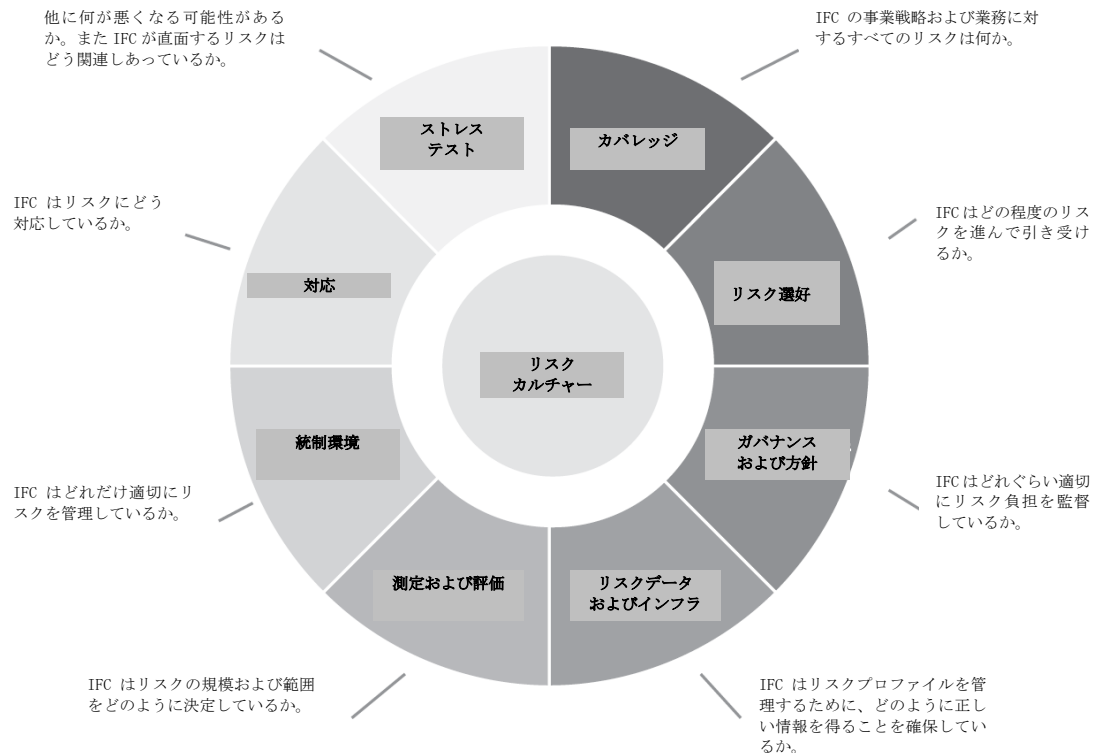 他に何が悪くなる可能性がある
か。また IFC が直面するリスクは
どう関連しあっているか。
IFC の事業戦略および業務に対
するすべてのリスクは何か。
ストレス
テスト
カバレッジ
IFC はリスクにどう
対応しているか。
IFC はどの程度のリス
クを進んで引き受け
るか。
対応
リスク選好
リスク
カルチャー
統制環境
ガバナンス
および方針
IFC はどれだけ適切にリ
スクを管理しているか。
IFC はどれぐらい適切
にリスク負担を監督
しているか。
測定および評価
リスクデータ
およびインフラ
IFC はリスクの規模および範囲
をどのように決定しているか。
IFC はリスクプロファイルを管
理するために、どのように正し
い情報を得ることを確保してい
るか。